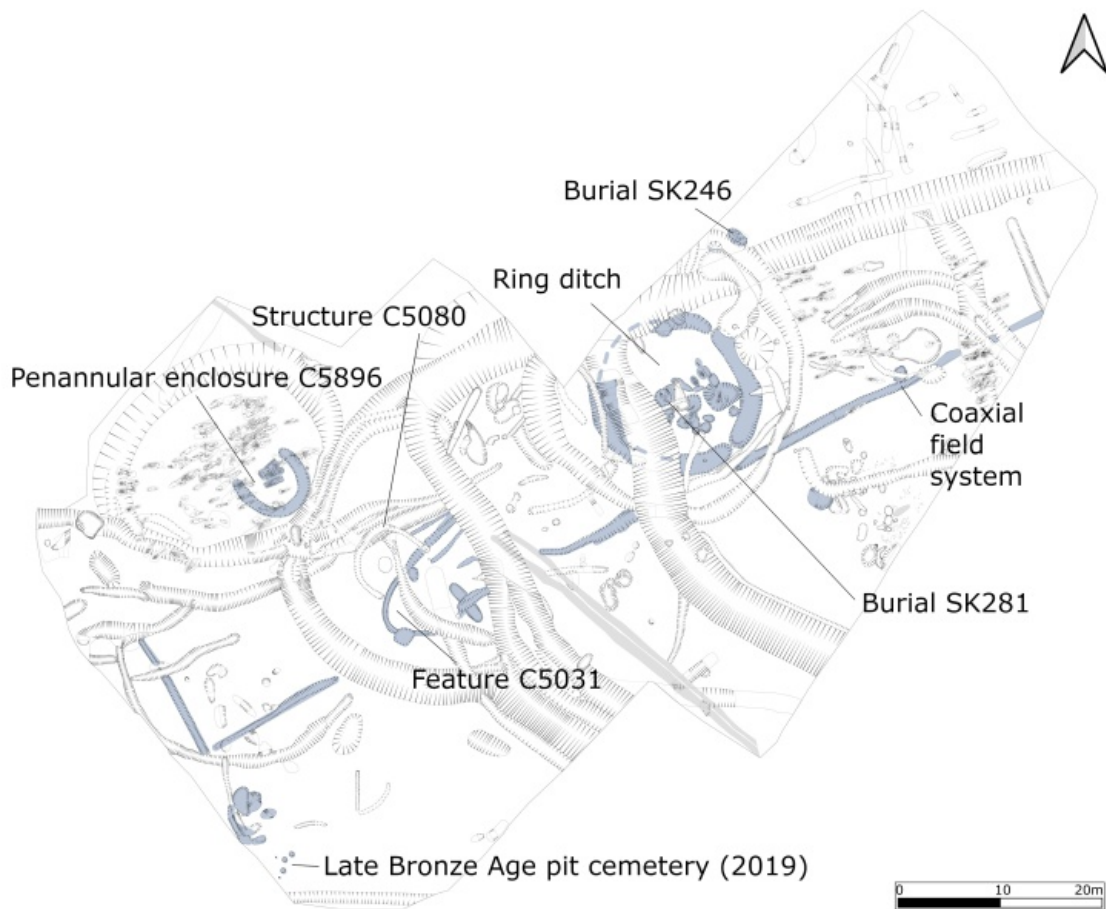 Burial SK246
Ring ditch
Structure C5080
Penannular enclosure C5896
Coaxial
field
system
Burial SK281
Feature C5031
Late Bronze Age pit cemetery (2019)
0 10 20m